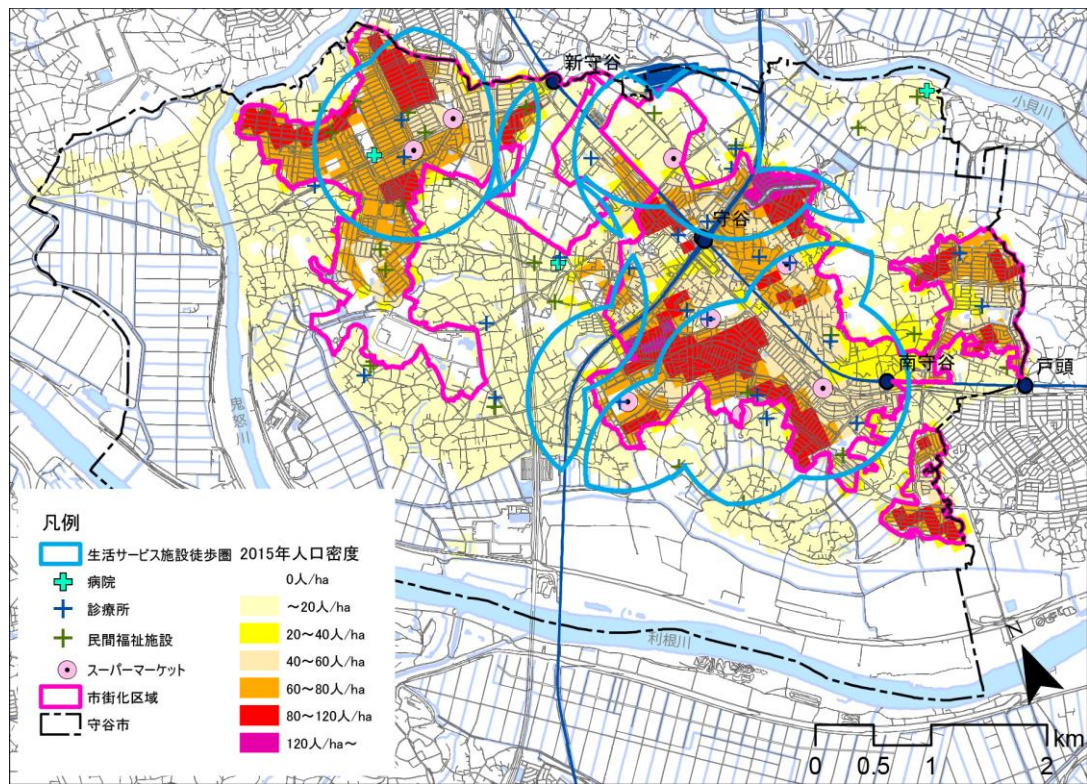 新守谷
小貝川
守谷
南守谷
戸頭
鬼怒川
利根川
N
凡例
生活サービス施設徒歩圏
病院
診療所
民間福祉施設
スーパーマーケット
市街化区域
守谷市
2015年人口密度
0人/ha
～20人/ha
20～40人/ha
40～60人/ha
60～80人/ha
80～120人/ha
120人/ha～
km
0 0.5 1 2